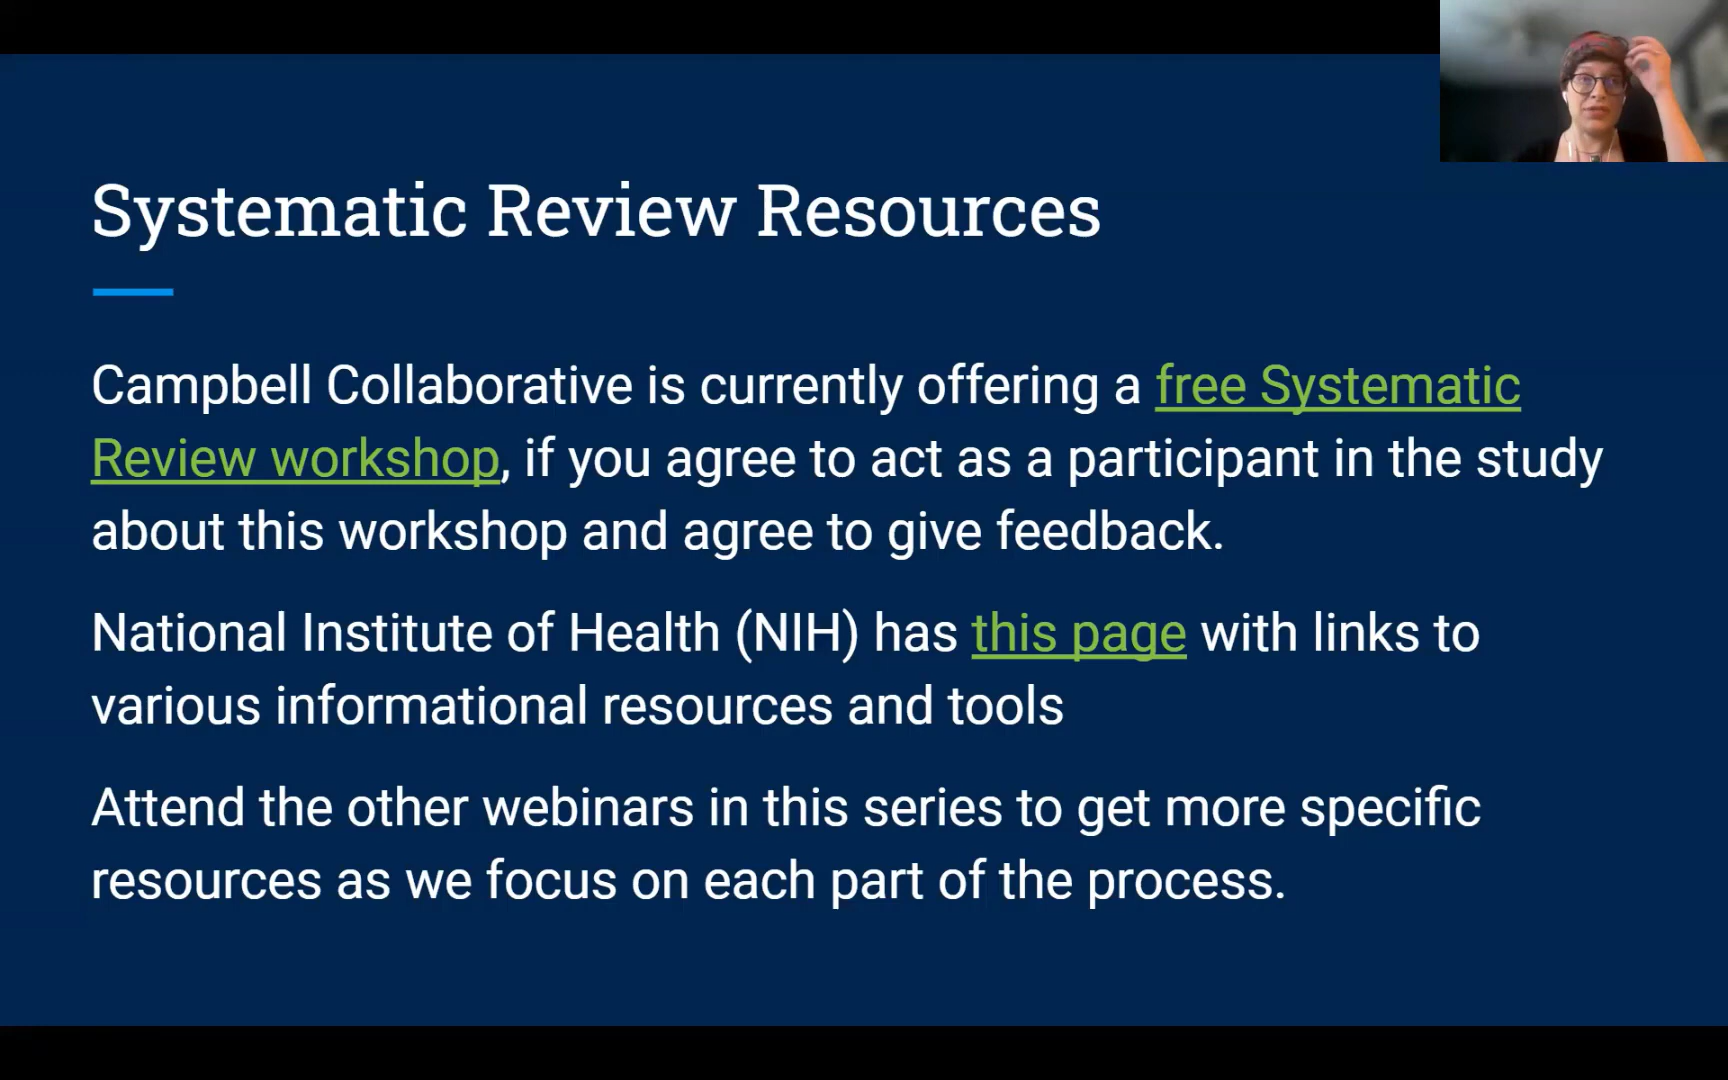 Systematic Review Resources
Campbell Collaborative is currently offering a free Systematic
Review workshop, if you agree to act as a participant in the study
about this workshop and agree to give feedback.
National Institute of Health (NIH) has this page with links to
various informational resources and tools
Attend the other webinars in this series to get more specific
resources as we focus on each part of the process.